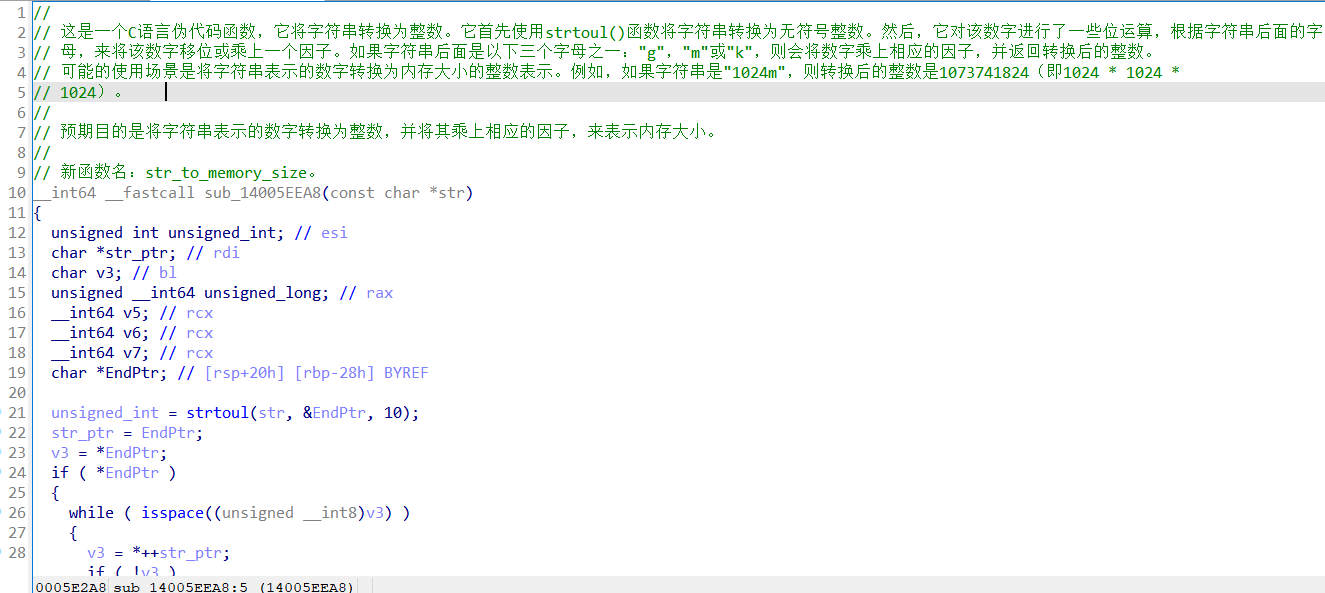 1 //
2 // 这是一个C语言伪代码函数，它将字符串转换为整数。它首先使用strtoul()函数将字符串转换为无符号整数。然后，它对该数字进行了一些位运算，根据字符串后面的字
3 // 母，来将该数字移位或乘上一个因子。如果字符串后面是以下三个字母之一："g"，"m"或"k"，则会将数字乘上相应的因子，并返回转换后的整数。
4 // 可能的使用场景是将字符串表示的数字转换为内存大小的整数表示。例如，如果字符串是"1024m"，则转换后的整数是1073741824（即1024 * 1024 *
5 // 1024）。
6 //
7 // 预期目的是将字符串表示的数字转换为整数，并将其乘上相应的因子，来表示内存大小。
8 //
9 // 新函数名：str_to_memory_size。
10 __int64 __fastcall sub_14005EEA8(const char *str)
11 {
12 unsigned int unsigned_int; // esi
13 char *str_ptr; // rdi
14 char v3; // bl
15 unsigned __int64 unsigned_long; // rax
16 __int64 v5; // rcx
17 __int64 v6; // rcx
18 __int64 v7; // rcx
19 char *EndPtr; // [rsp+20h] [rbp-28h] BYREF
20
21 unsigned_int = strtoul(str, &EndPtr, 10);
22 str_ptr = EndPtr;
23 v3 = *EndPtr;
24 if ( *EndPtr )
25 {
26 while ( isspace((unsigned __int8)v3) )
27 {
28 v3 = *++str_ptr;
if ( !v3 )
0005E2A8 sub_14005EEA8:5 (14005EEA8)